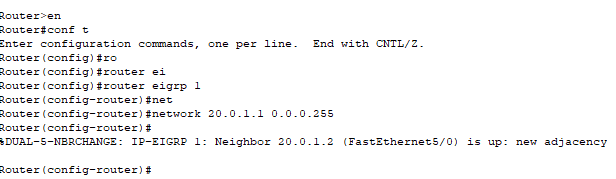 Router>en
Router#conf t
Enter configuration commands, one per line.  End with CNTL/Z.
Router(config)#ro
Router(config)#router ei
Router(config)#router eigrp 1
Router(config-router)#net
Router(config-router)#network 20.0.1.1 0.0.0.255
Router(config-router)#
%DUAL-5-NBRCHANGE: IP-EIGRP 1: Neighbor 20.0.1.2 (FastEthernet5/0) is up: new adjacency
Router(config-router)#